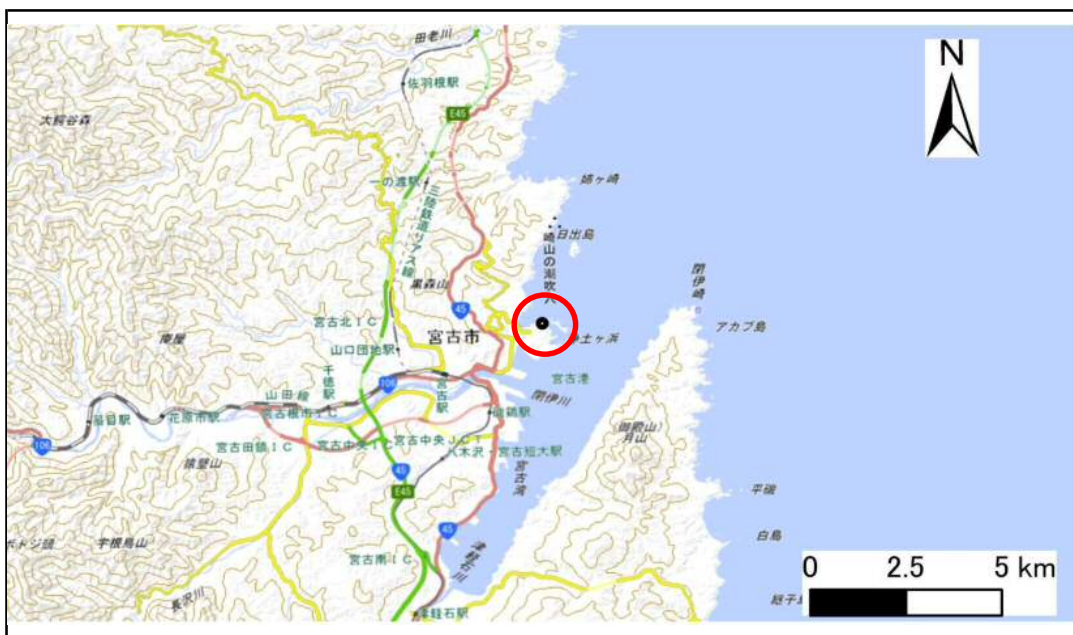 田老川
佐羽根駅
E45
大館谷森
N
一の渡駅
姉ヶ崎
三陸鉄道リアス線
日出島
崎山の潮吹穴
黒森山
閉伊崎
45
アカブ島
宮古北IC
宮古市
浄土ヶ浜
南屋
山口団地駅
宮古港
千徳駅
106
宮古駅
山田線
閉伊川
花原市駅
宮古根市IC
磯鶏駅
106
宮古田鎖IC
宮古中央IC
宮古中央JCT
八木沢・宮古短大駅
(御殿山)
月山
45
宮古湾
E45
平磯
45
白島
宇根鳥山
宮古南IC
津軽石川
0 2.5 5 km
長沢川
津軽石駅